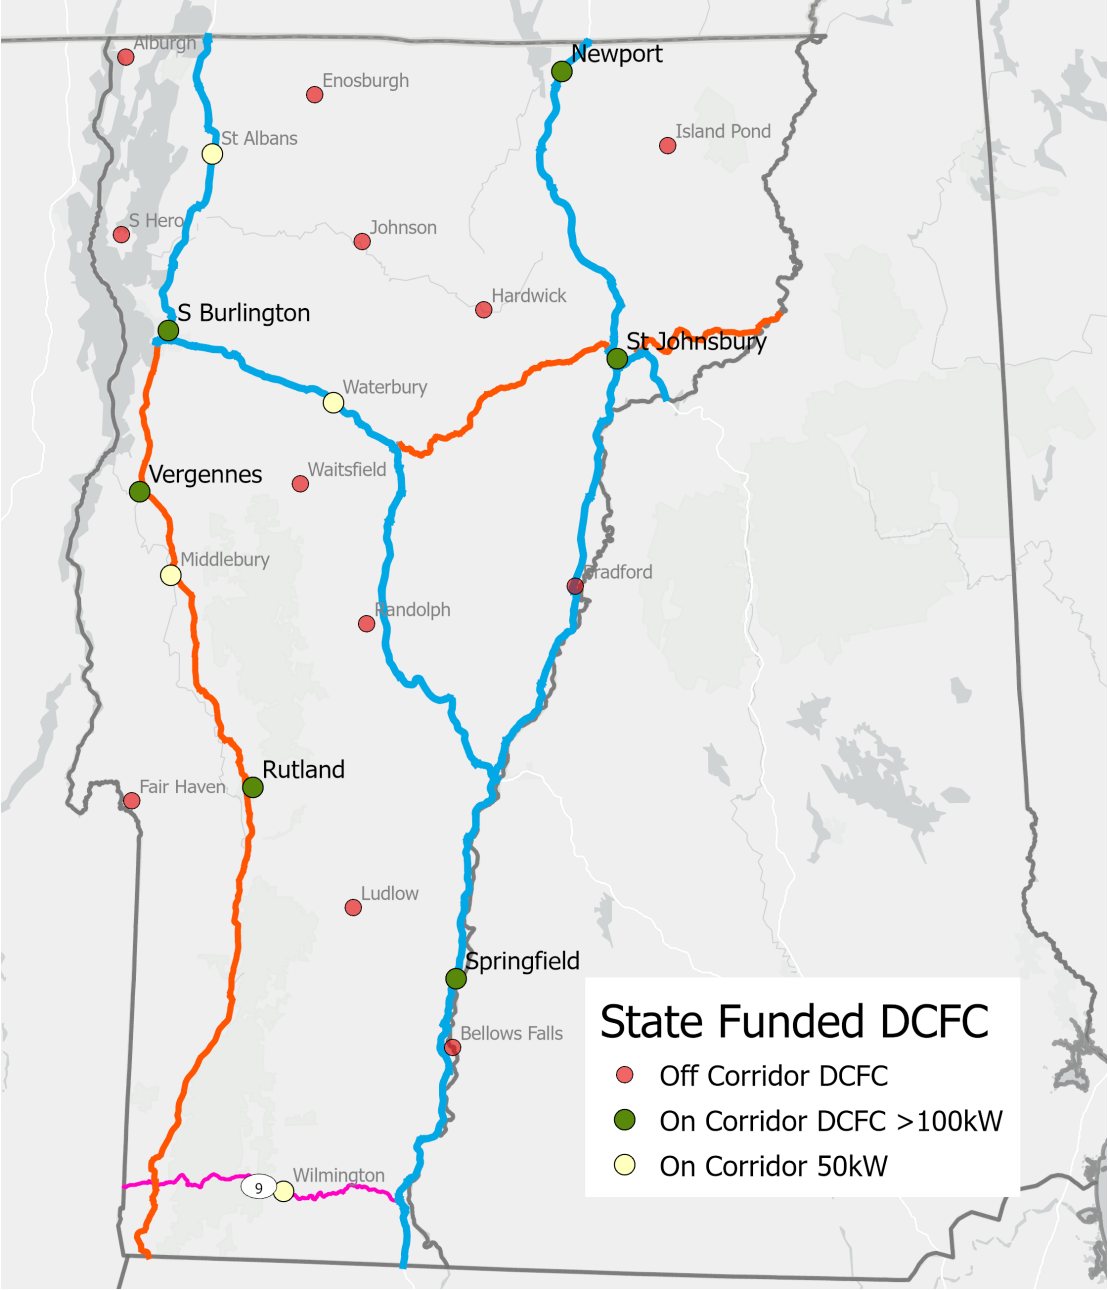 Alburgh
Newport
Enosburgh
Island Pond
St Albans
S Hero
Johnson
Hardwick
S Burlington
St Johnsbury
Waterbury
Waitsfield
Vergennes
Middlebury
Bradford
Randolph
Rutland
Fair Haven
Ludlow
Springfield
Bellows Falls
Wilmington
9
State Funded DCFC
Off Corridor DCFC
On Corridor DCFC >100kW
On Corridor 50kW